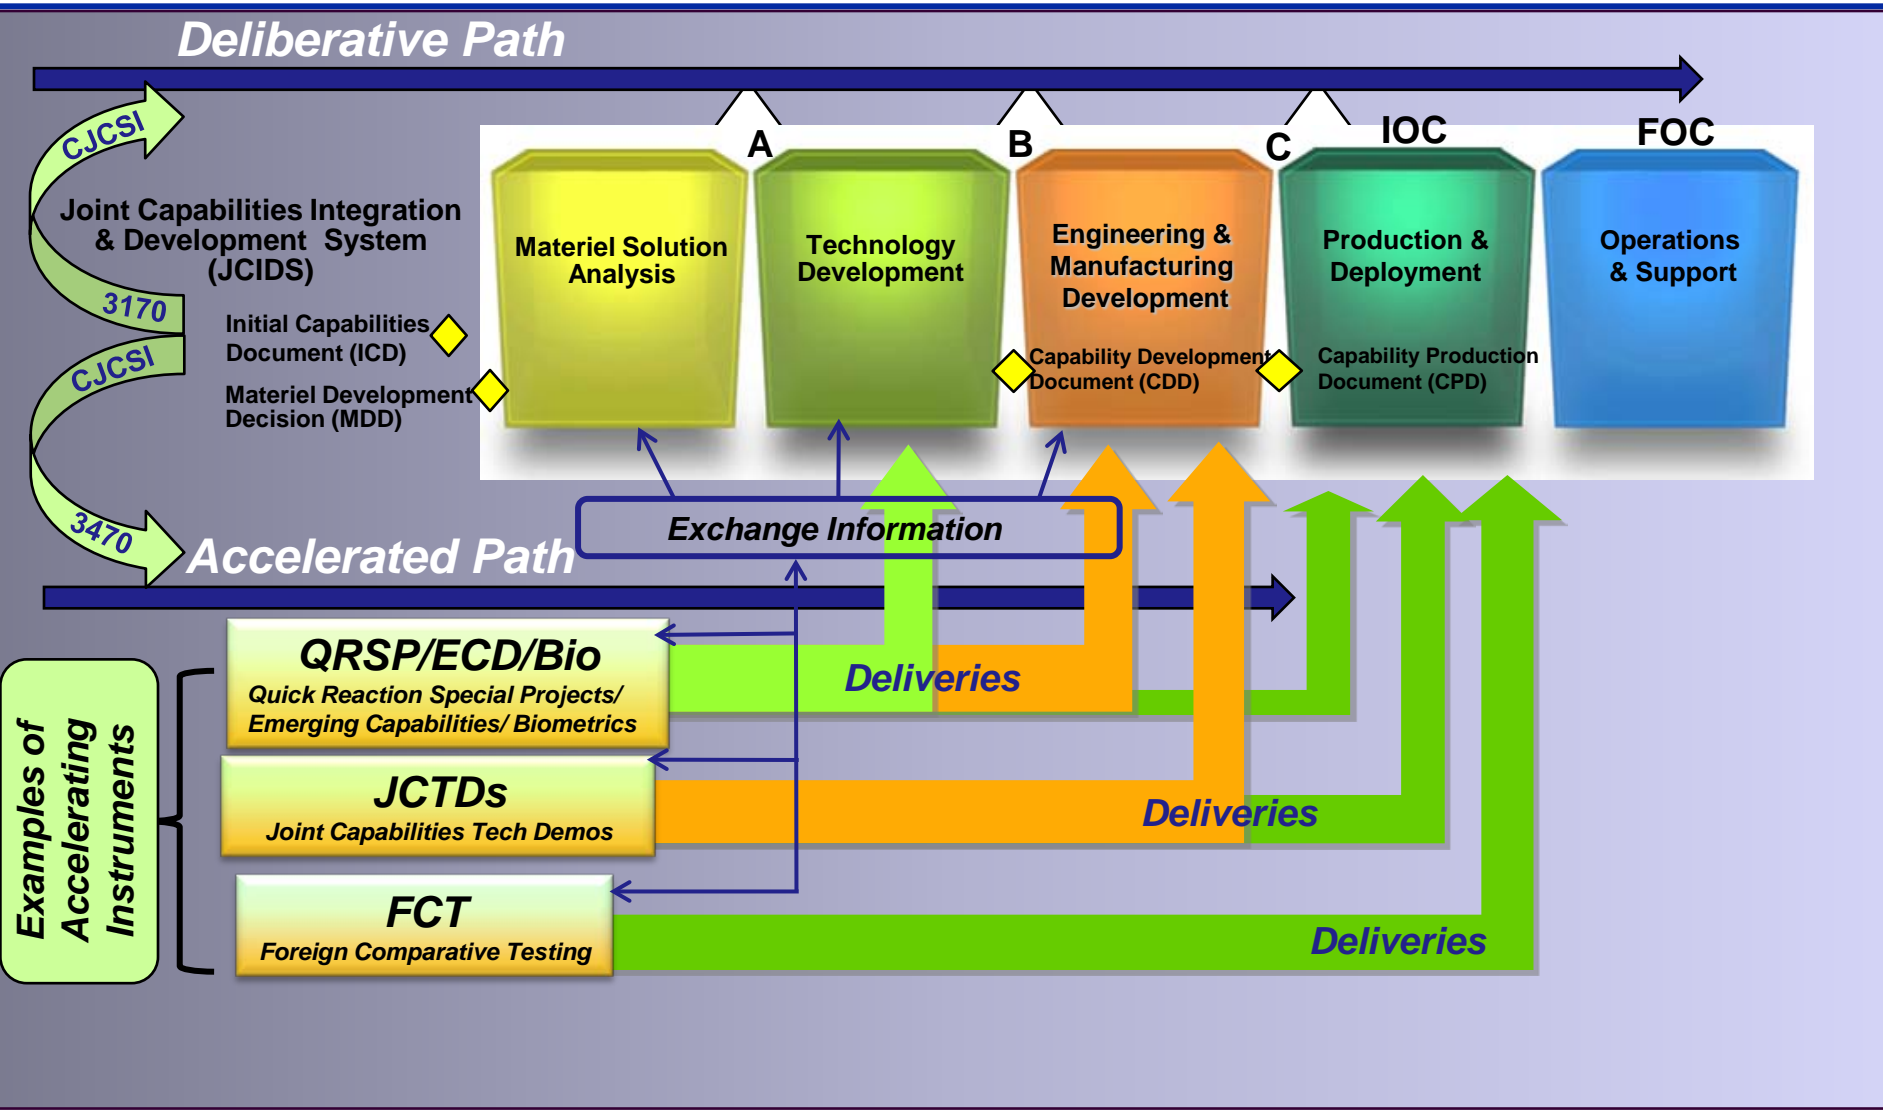 Deliberative Path
CJCSI
A
B
C
IOC
FOC
Joint Capabilities Integration
& Development System
(JCIDS)
3170
Materiel Solution
Analysis
Technology
Development
Engineering &
Manufacturing
Development
Production &
Deployment
Operations
& Support
Initial Capabilities
Document (ICD)
CJCSI
Materiel Development
Decision (MDD)
Capability Development
Document (CDD)
Capability Production
Document (CPD)
3470
Exchange Information
Accelerated Path
Examples of
Accelerating
Instruments
QRSP/ECD/Bio
Quick Reaction Special Projects/
Emerging Capabilities/ Biometrics
Deliveries
JCTDs
Joint Capabilities Tech Demos
Deliveries
FCT
Foreign Comparative Testing
Deliveries